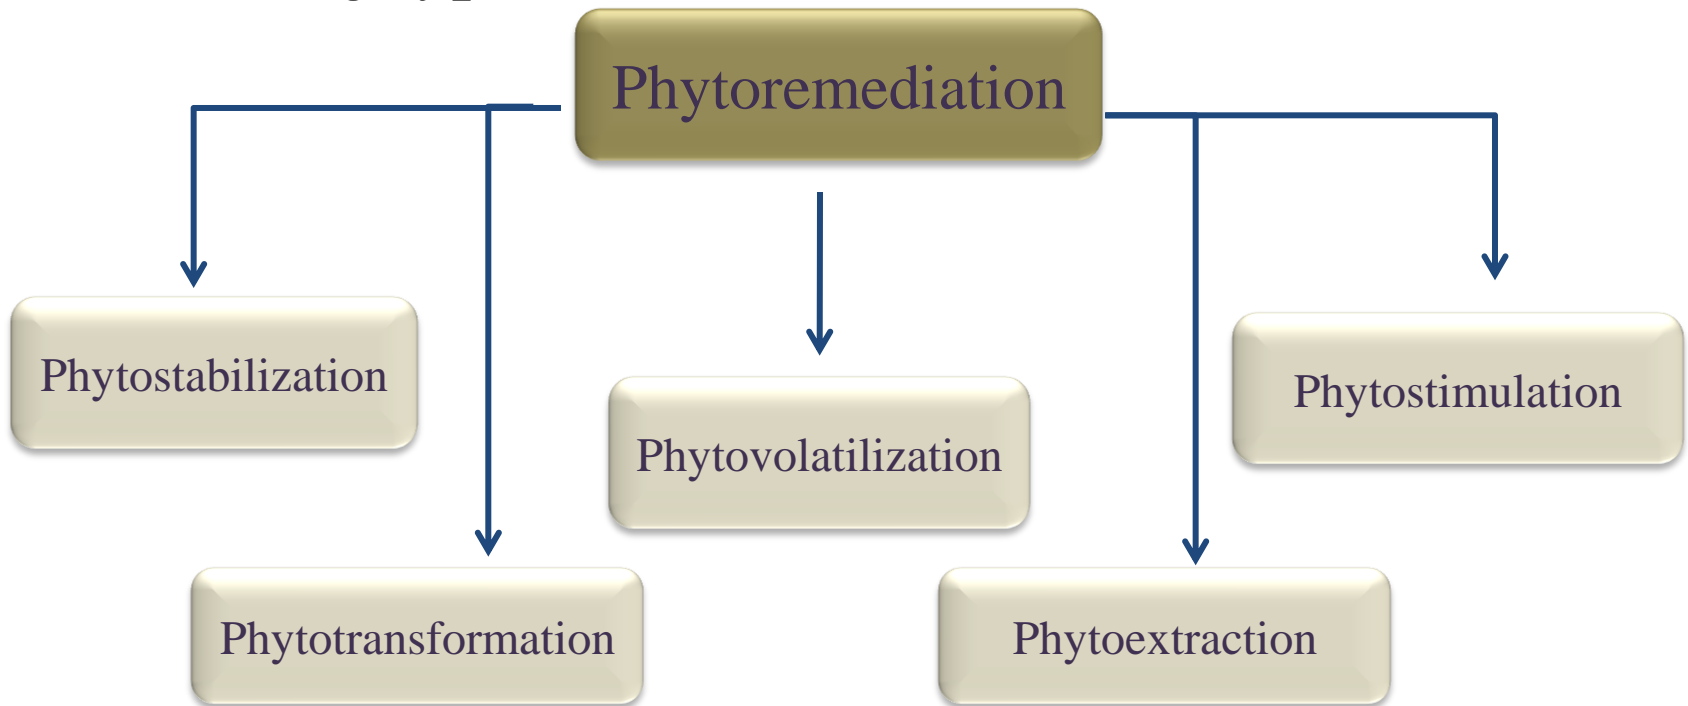 Phytoremediation
Phytostabilization
Phytostimulation
Phytovolatilization
Phytotransformation
Phytoextraction